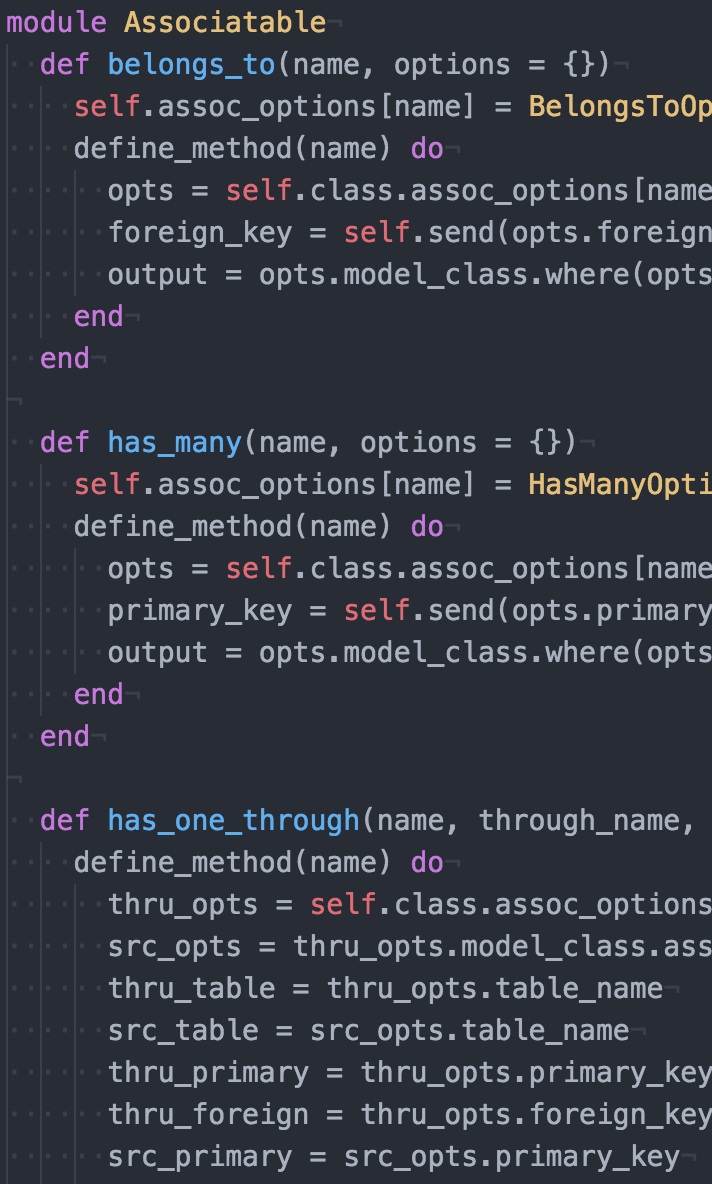 module Associatable
  def belongs_to(name, options = {})
    self.assoc_options[name] = BelongsToOp
    define_method(name) do
      opts = self.class.assoc_options[name
      foreign_key = self.send(opts.foreign
      output = opts.model_class.where(opts
    end
  end

  def has_many(name, options = {})
    self.assoc_options[name] = HasManyOpti
    define_method(name) do
      opts = self.class.assoc_options[name
      primary_key = self.send(opts.primary
      output = opts.model_class.where(opts
    end
  end

  def has_one_through(name, through_name,
    define_method(name) do
      thru_opts = self.class.assoc_options
      src_opts = thru_opts.model_class.ass
      thru_table = thru_opts.table_name
      src_table = src_opts.table_name
      thru_primary = thru_opts.primary_key
      thru_foreign = thru_opts.foreign_key
      src_primary = src_opts.primary_key